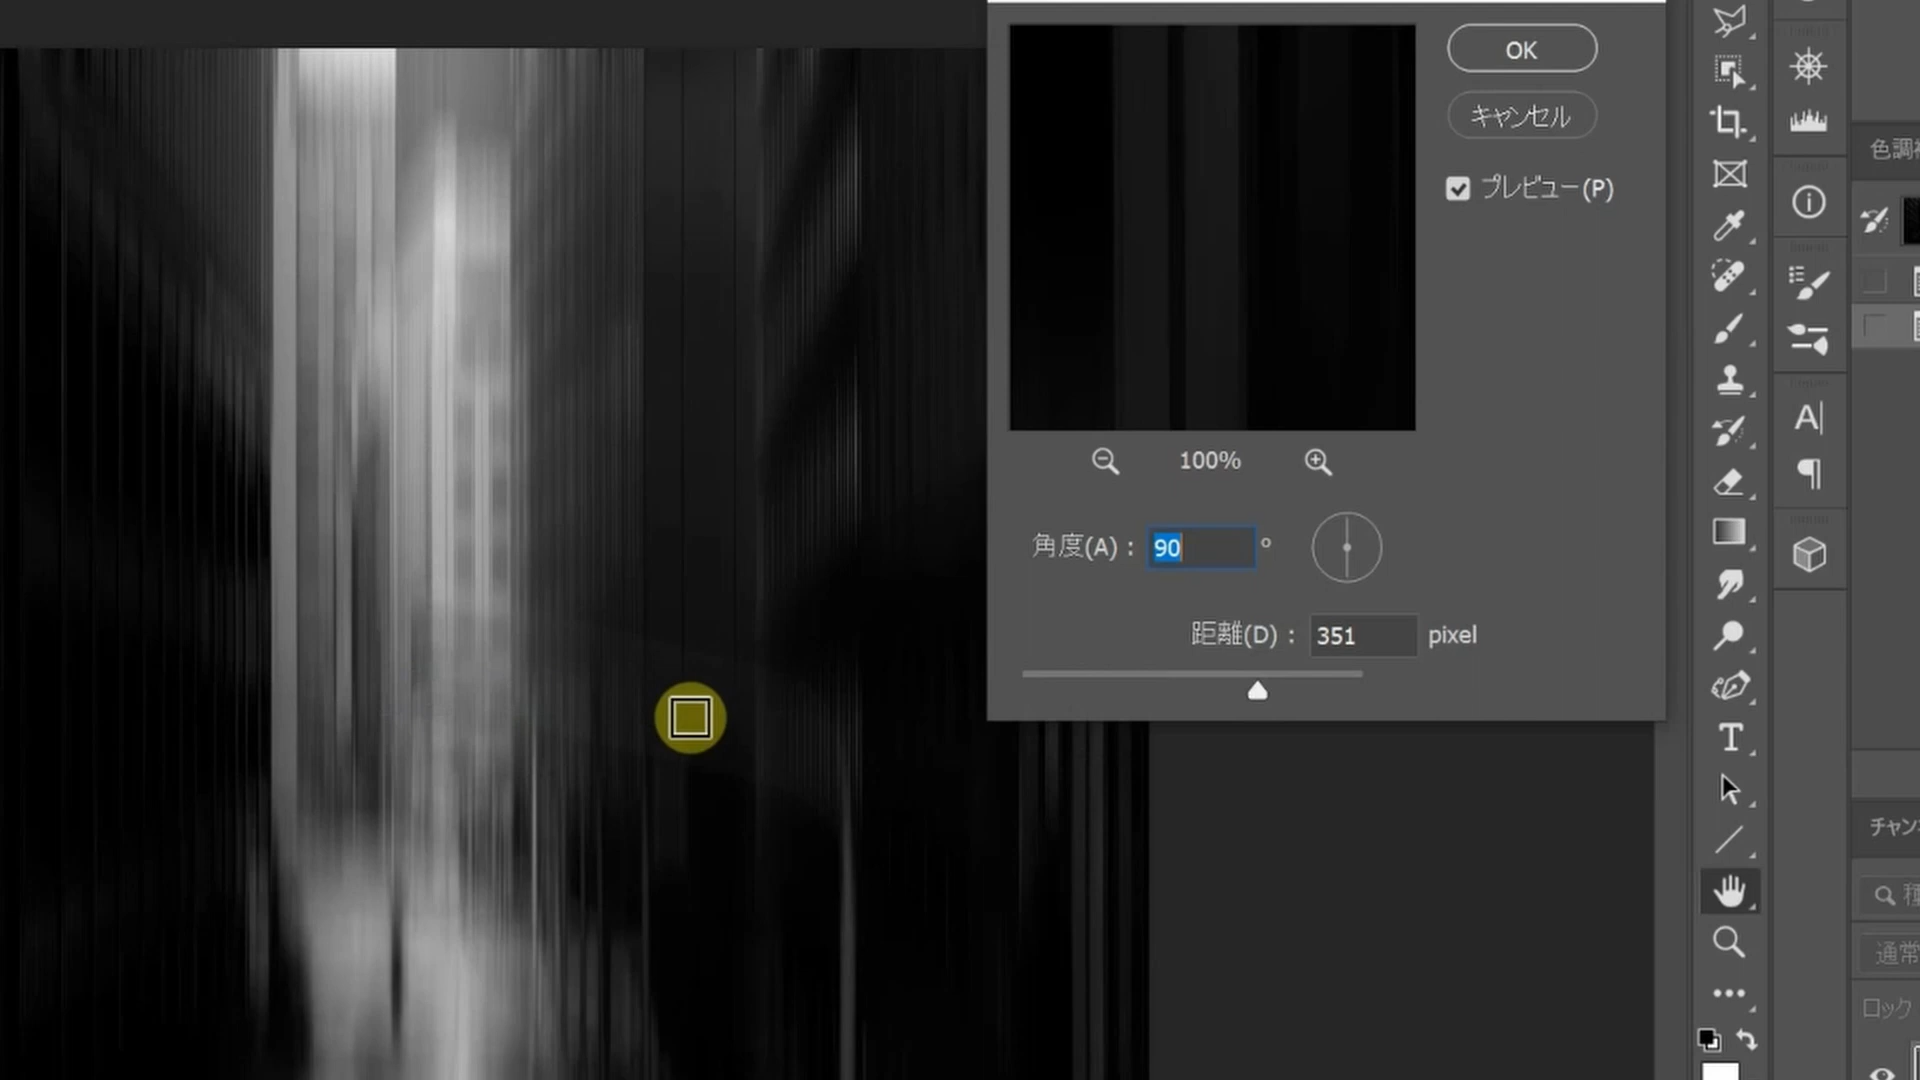 OK
キャンセル
プレビュー(P)
100%
角度(A) : 90 °
距離(D) : 351 pixel
色調
チャン
通常
ロック